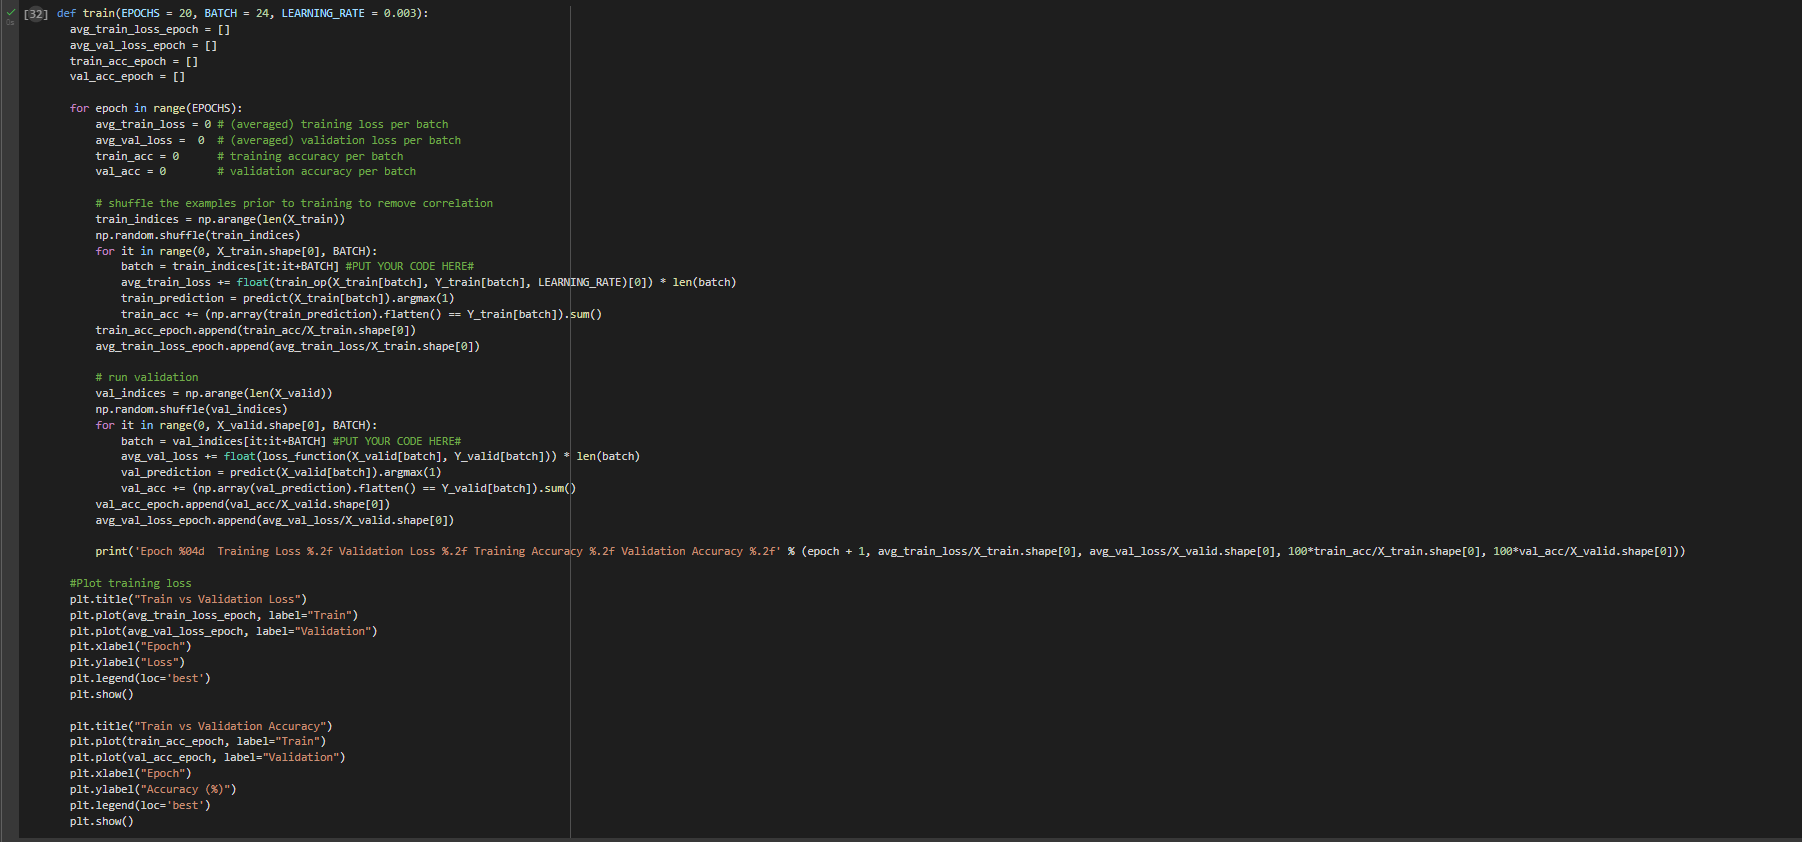 [32] def train(EPOCHS = 20, BATCH = 24, LEARNING_RATE = 0.003):
avg_train_loss_epoch = []
avg_val_loss_epoch = []
train_acc_epoch = []
val_acc_epoch = []
for epoch in range(EPOCHS):
avg_train_loss = 0 # (averaged) training loss per batch
avg_val_loss =  0  # (averaged) validation loss per batch
train_acc = 0      # training accuracy per batch
val_acc = 0        # validation accuracy per batch
# shuffle the examples prior to training to remove correlation
train_indices = np.arange(len(X_train))
np.random.shuffle(train_indices)
for it in range(0, X_train.shape[0], BATCH):
batch = train_indices[it:it+BATCH] #PUT YOUR CODE HERE#
avg_train_loss += float(train_op(X_train[batch], Y_train[batch], LEARNING_RATE)[0]) * len(batch)
train_prediction = predict(X_train[batch]).argmax(1)
train_acc += (np.array(train_prediction).flatten() == Y_train[batch]).sum()
train_acc_epoch.append(train_acc/X_train.shape[0])
avg_train_loss_epoch.append(avg_train_loss/X_train.shape[0])
# run validation
val_indices = np.arange(len(X_valid))
np.random.shuffle(val_indices)
for it in range(0, X_valid.shape[0], BATCH):
batch = val_indices[it:it+BATCH] #PUT YOUR CODE HERE#
avg_val_loss += float(loss_function(X_valid[batch], Y_valid[batch])) * len(batch)
val_prediction = predict(X_valid[batch]).argmax(1)
val_acc += (np.array(val_prediction).flatten() == Y_valid[batch]).sum()
val_acc_epoch.append(val_acc/X_valid.shape[0])
avg_val_loss_epoch.append(avg_val_loss/X_valid.shape[0])
print('Epoch %04d  Training Loss %.2f Validation Loss %.2f Training Accuracy %.2f Validation Accuracy %.2f' % (epoch + 1, avg_train_loss/X_train.shape[0], avg_val_loss/X_valid.shape[0], 100*train_acc/X_train.shape[0], 100*val_acc/X_valid.shape[0]))
#Plot training loss
plt.title("Train vs Validation Loss")
plt.plot(avg_train_loss_epoch, label="Train")
plt.plot(avg_val_loss_epoch, label="Validation")
plt.xlabel("Epoch")
plt.ylabel("Loss")
plt.legend(loc='best')
plt.show()
plt.title("Train vs Validation Accuracy")
plt.plot(train_acc_epoch, label="Train")
plt.plot(val_acc_epoch, label="Validation")
plt.xlabel("Epoch")
plt.ylabel("Accuracy (%)")
plt.legend(loc='best')
plt.show()